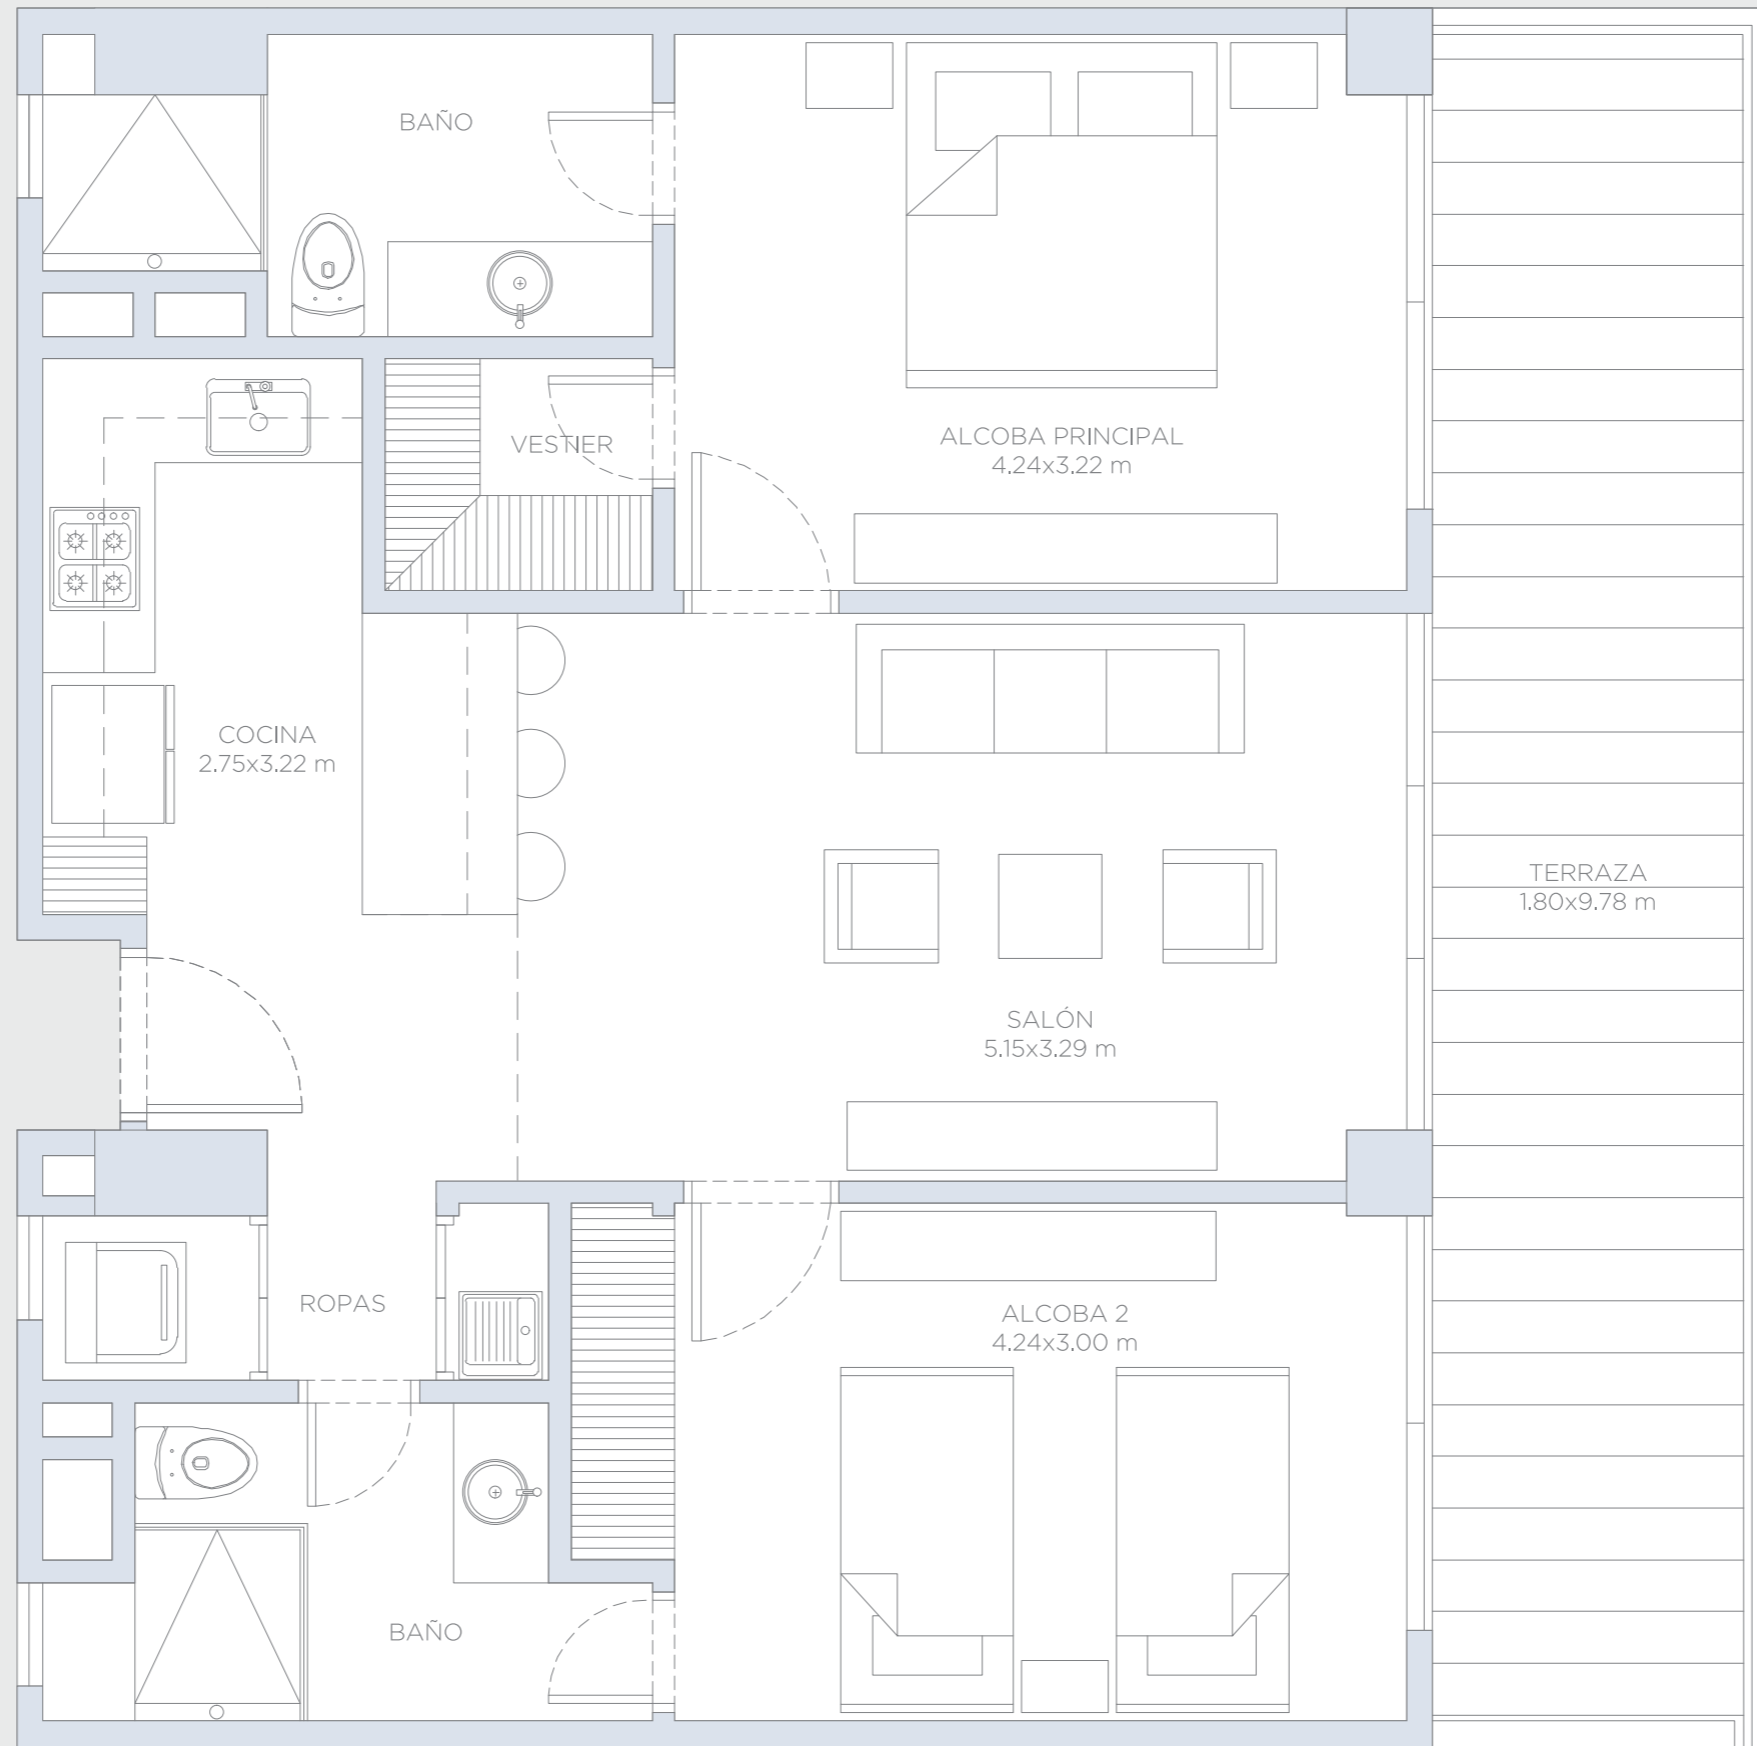 BAÑO
VESTIER
ALCOBA PRINCIPAL
4.24x3.22 m
COCINA
2.75x3.22 m
TERRAZA
1.80x9.78 m
SALÓN
5.15x3.29 m
ROPAS
ALCOBA 2
4.24x3.00 m
BAÑO